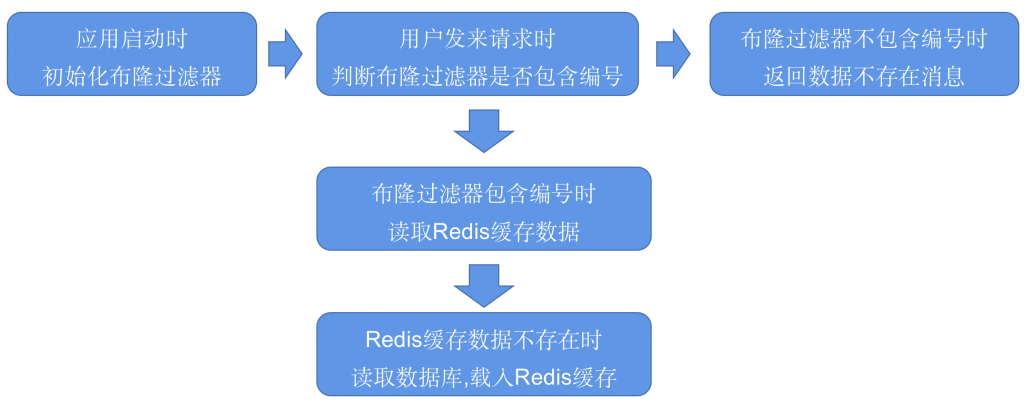 应用启动时
初始化布隆过滤器
用户发来请求时
判断布隆过滤器是否包含编号
布隆过滤器不包含编号时
返回数据不存在消息
布隆过滤器包含编号时
读取Redis缓存数据
Redis缓存数据不存在时
读取数据库,载入Redis缓存